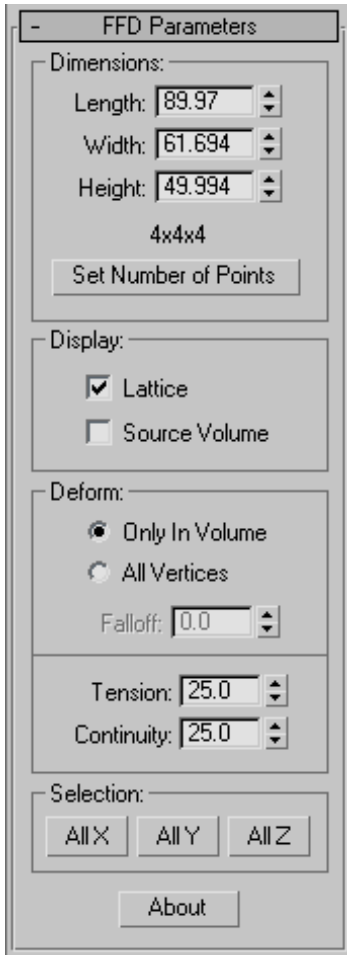 - FFD Parameters
Dimensions:
Length: 89.97
Width: 61.694
Height: 49.994
4x4x4
Set Number of Points
Display:
Lattice
Source Volume
Deform:
Only In Volume
All Vertices
Falloff: 0.0
Tension: 25.0
Continuity: 25.0
Selection:
All X All Y All Z
About